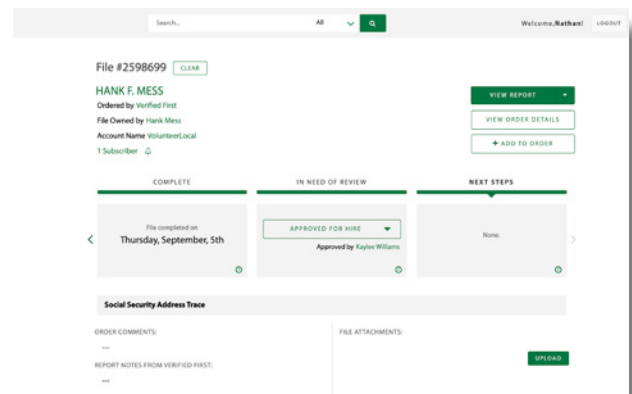 Search... All Welcome,Nathan! LOGOUT
File #2598699 CLEAR
HANK F. MESS
Ordered by Verified First
File Owned by Hank Mess
Account Name VolunteerLocal
1 Subscriber
VIEW REPORT
VIEW ORDER DETAILS
+ ADD TO ORDER
COMPLETE IN NEED OF REVIEW NEXT STEPS
File completed on
Thursday, September, 5th
APPROVED FOR HIRE
Approved by Kaylee Williams
None.
Social Security Address Trace
ORDER COMMENTS:
---
REPORT NOTES FROM VERIFIED FIRST:
---
FILE ATTACHMENTS:
UPLOAD